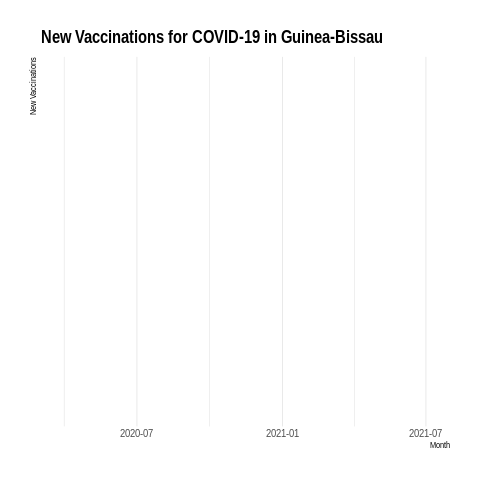 New Vaccinations for COVID-19 in Guinea-Bissau
New Vaccinations
2020-07
2021-01
2021-07
Month